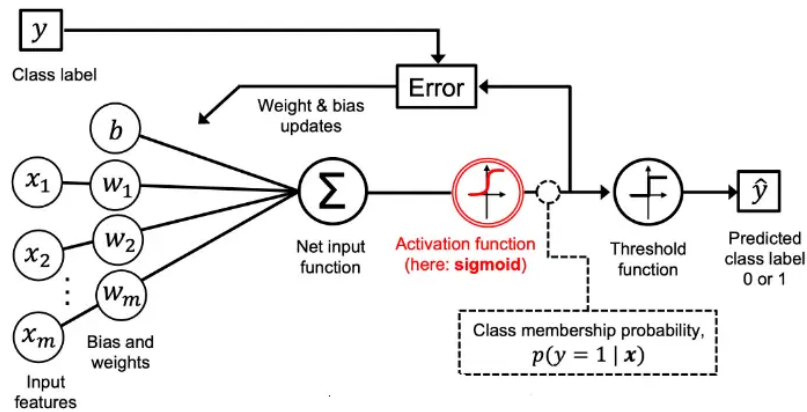 y
Class label
Error
Weight & bias
updates
b
x₁
w₁
x₂
w₂
⋮
wₘ
xₘ
Input
features
Bias and
weights
Σ
Net input
function
Activation function
(here: sigmoid)
Threshold
function
ŷ
Predicted
class label
0 or 1
Class membership probability,
p(y = 1 | x)